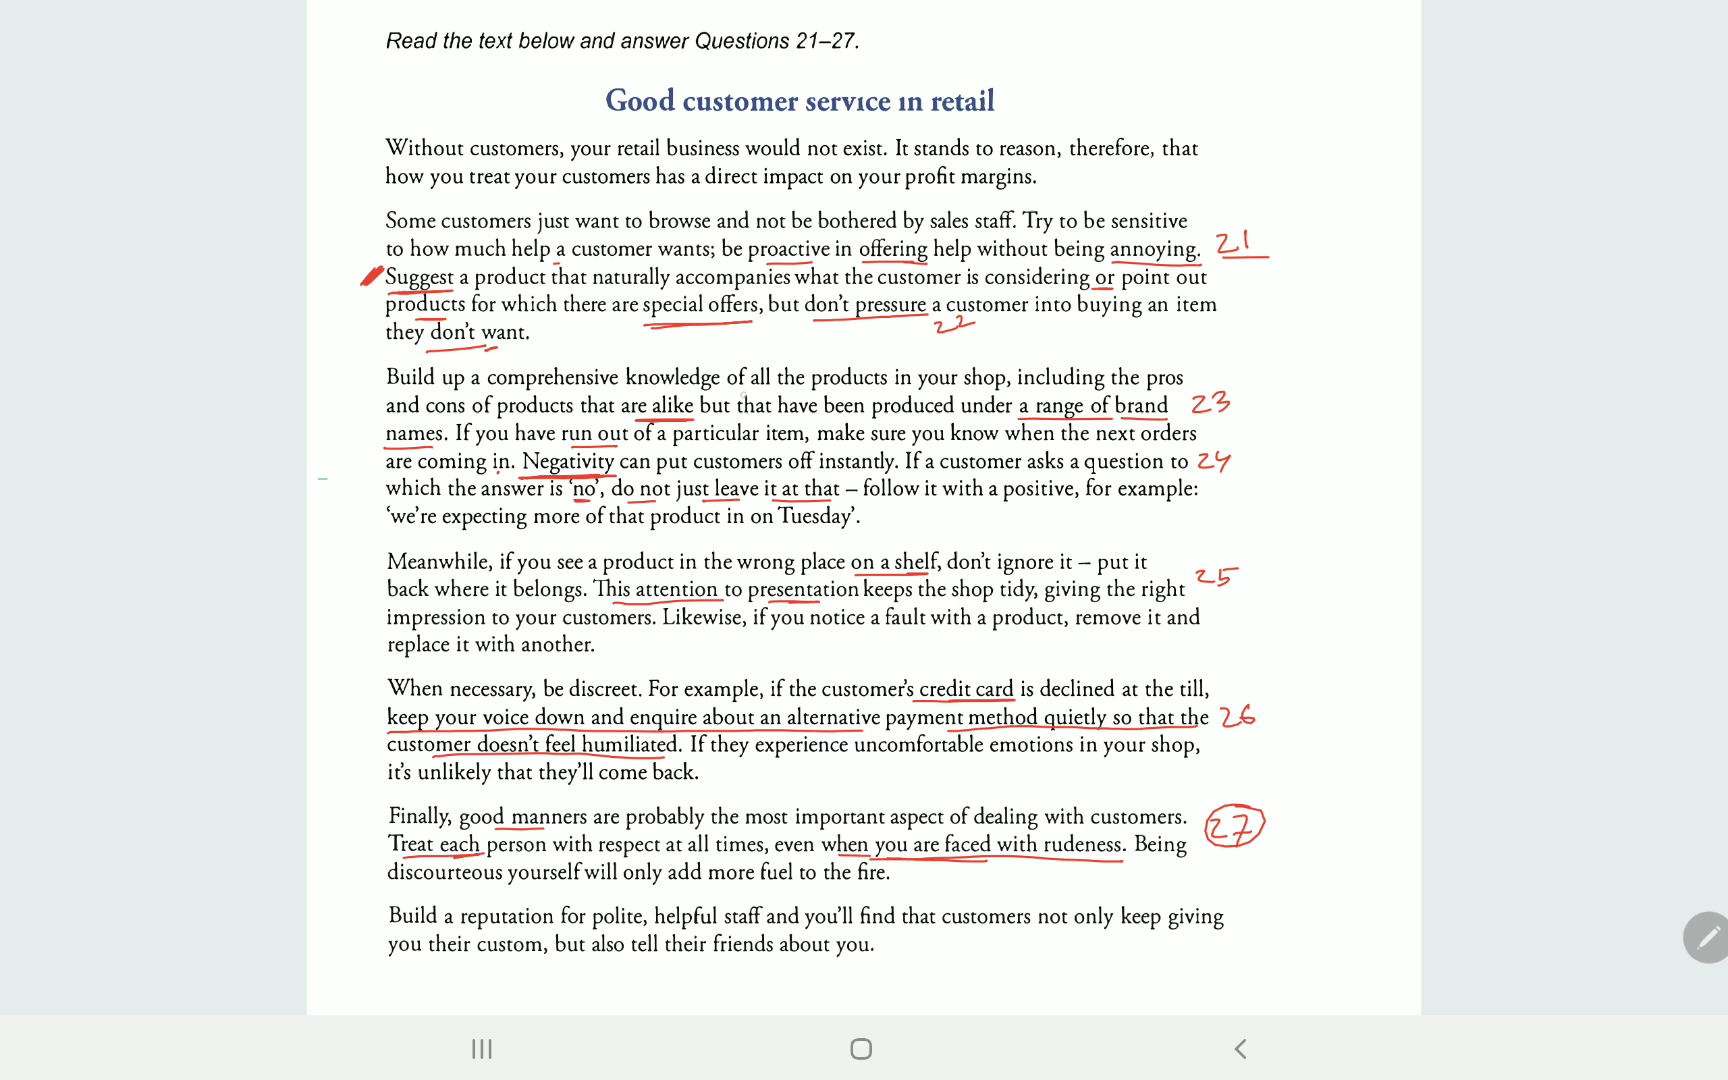 Read the text below and answer Questions 21–27.
Good customer service in retail
Without customers, your retail business would not exist. It stands to reason, therefore, that
how you treat your customers has a direct impact on your profit margins.
Some customers just want to browse and not be bothered by sales staff. Try to be sensitive
to how much help a customer wants; be proactive in offering help without being annoying. 21
Suggest a product that naturally accompanies what the customer is considering or point out
products for which there are special offers, but don't pressure a customer into buying an item
22
they don't want.
Build up a comprehensive knowledge of all the products in your shop, including the pros
and cons of products that are alike but that have been produced under a range of brand 23
names. If you have run out of a particular item, make sure you know when the next orders
are coming in. Negativity can put customers off instantly. If a customer asks a question to 24
which the answer is 'no', do not just leave it at that – follow it with a positive, for example:
'we're expecting more of that product in on Tuesday'.
Meanwhile, if you see a product in the wrong place on a shelf, don't ignore it – put it
back where it belongs. This attention to presentation keeps the shop tidy, giving the right 25
impression to your customers. Likewise, if you notice a fault with a product, remove it and
replace it with another.
When necessary, be discreet. For example, if the customer's credit card is declined at the till,
keep your voice down and enquire about an alternative payment method quietly so that the 26
customer doesn't feel humiliated. If they experience uncomfortable emotions in your shop,
it's unlikely that they'll come back.
Finally, good manners are probably the most important aspect of dealing with customers. 27
Treat each person with respect at all times, even when you are faced with rudeness. Being
discourteous yourself will only add more fuel to the fire.
Build a reputation for polite, helpful staff and you'll find that customers not only keep giving
you their custom, but also tell their friends about you.